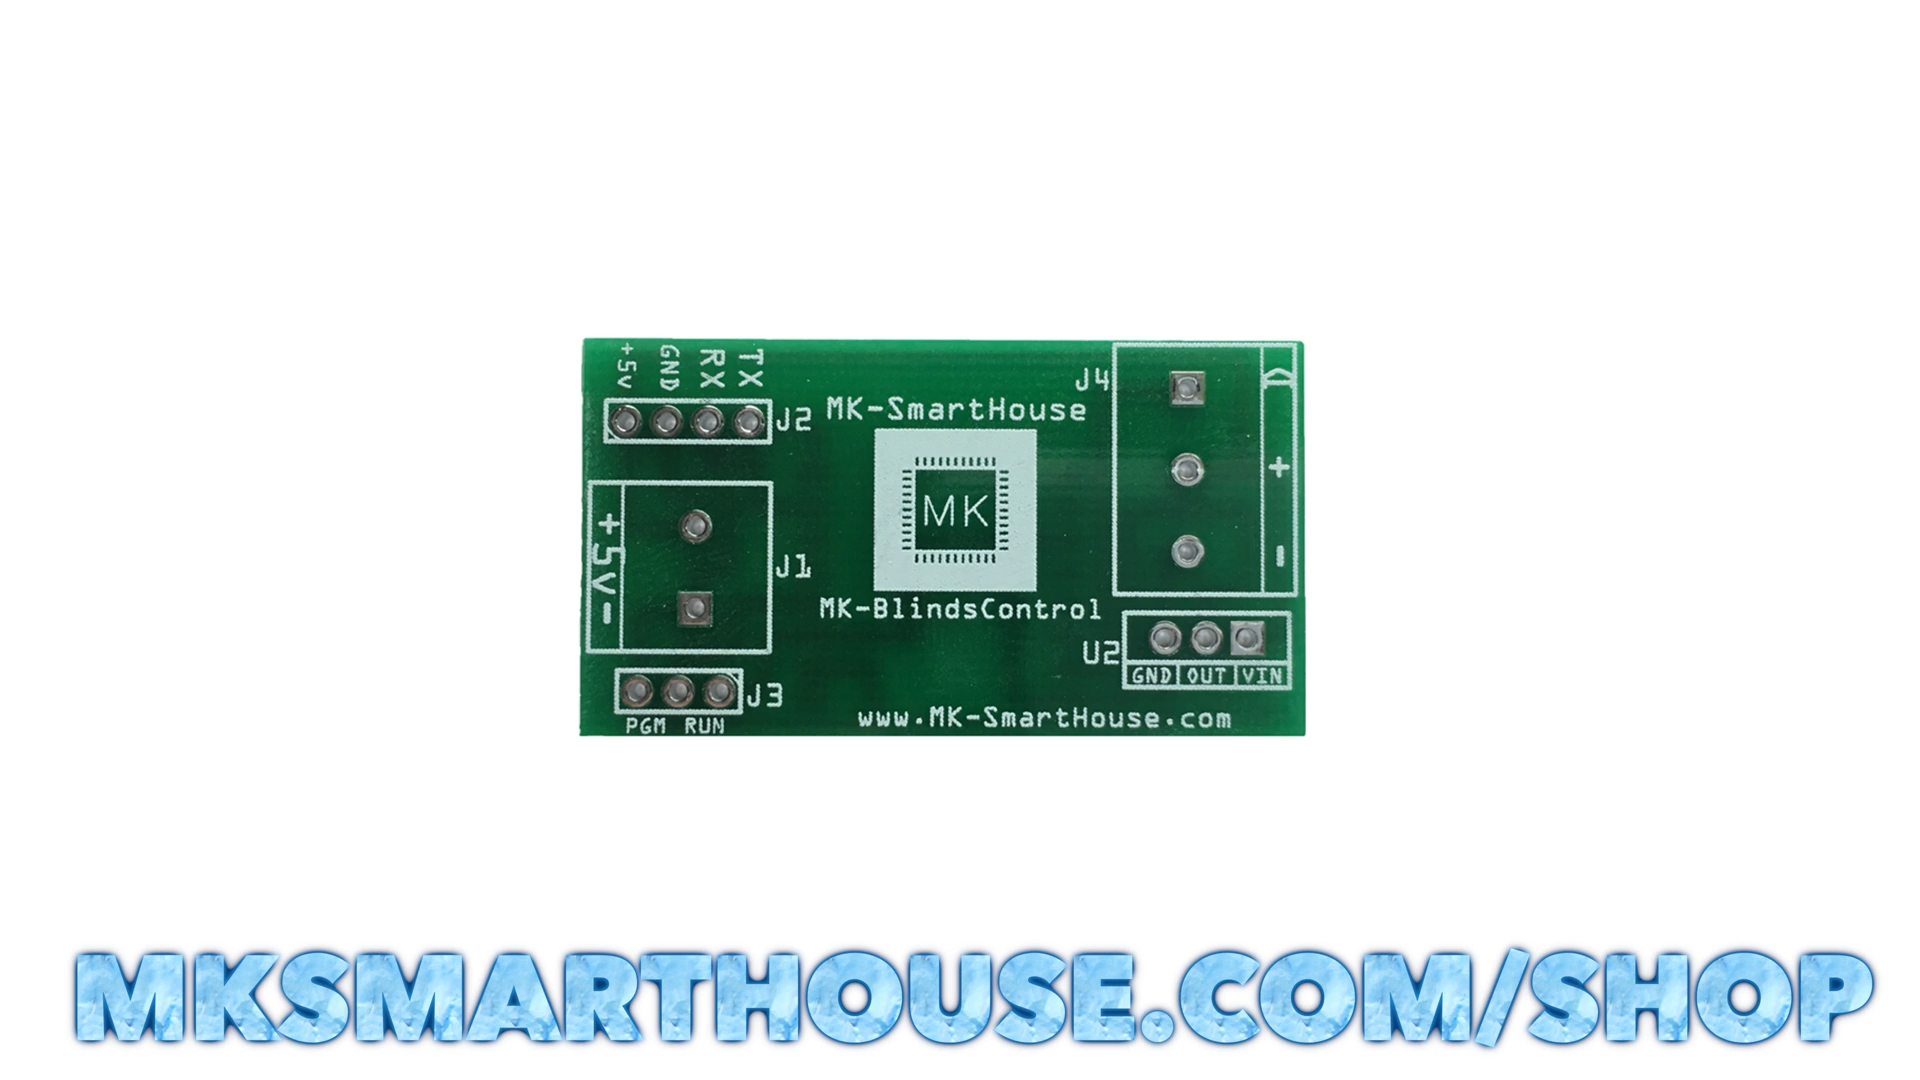 +5v GND RX TX
J2
MK-SmartHouse
J4
MK
+
+5v-
J1
-
MK-BlindsControl
U2
GND OUT VIN
J3
PGM RUN
www.MK-SmartHouse.com
MKSMARTHOUSE.COM/SHOP